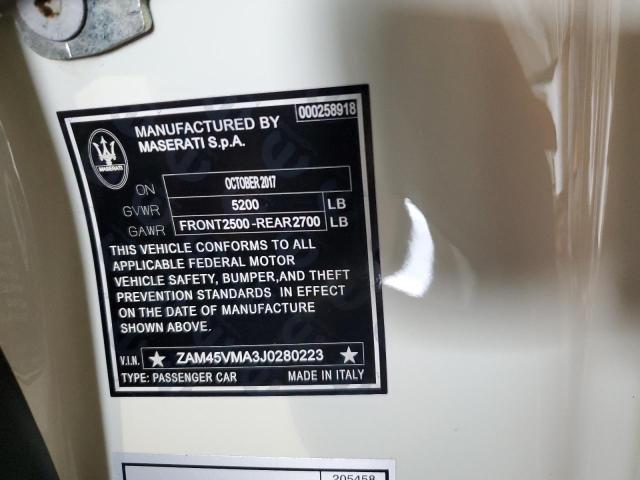 000258918
MANUFACTURED BY
MASERATI S.p.A.
MASERATI
ON OCTOBER 2017
GVWR 5200 LB
GAWR FRONT2500 -REAR2700 LB
THIS VEHICLE CONFORMS TO ALL
APPLICABLE FEDERAL MOTOR
VEHICLE SAFETY, BUMPER,AND THEFT
PREVENTION STANDARDS IN EFFECT
ON THE DATE OF MANUFACTURE
SHOWN ABOVE.
V.I.N. ZAM45VMA3J0280223
TYPE: PASSENGER CAR MADE IN ITALY
205458